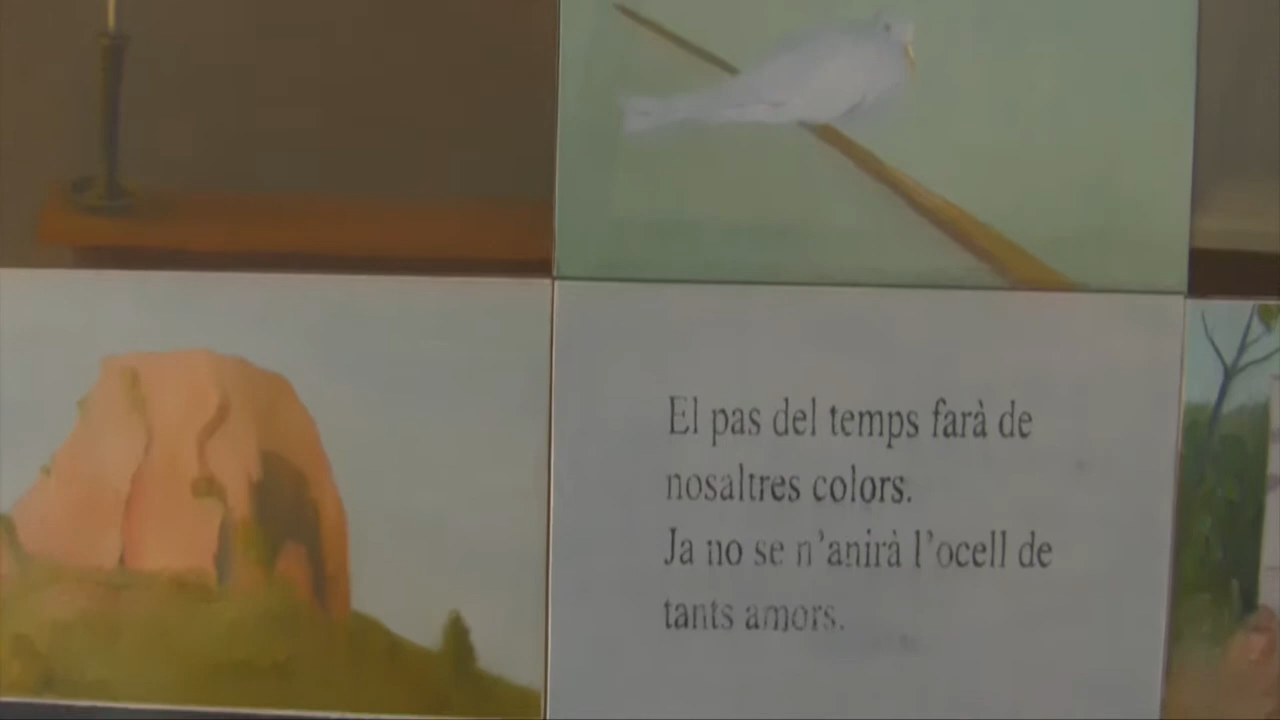 El pas del temps farà de
nosaltres colors.
Ja no se n'anirà l'ocell de
tants amors.